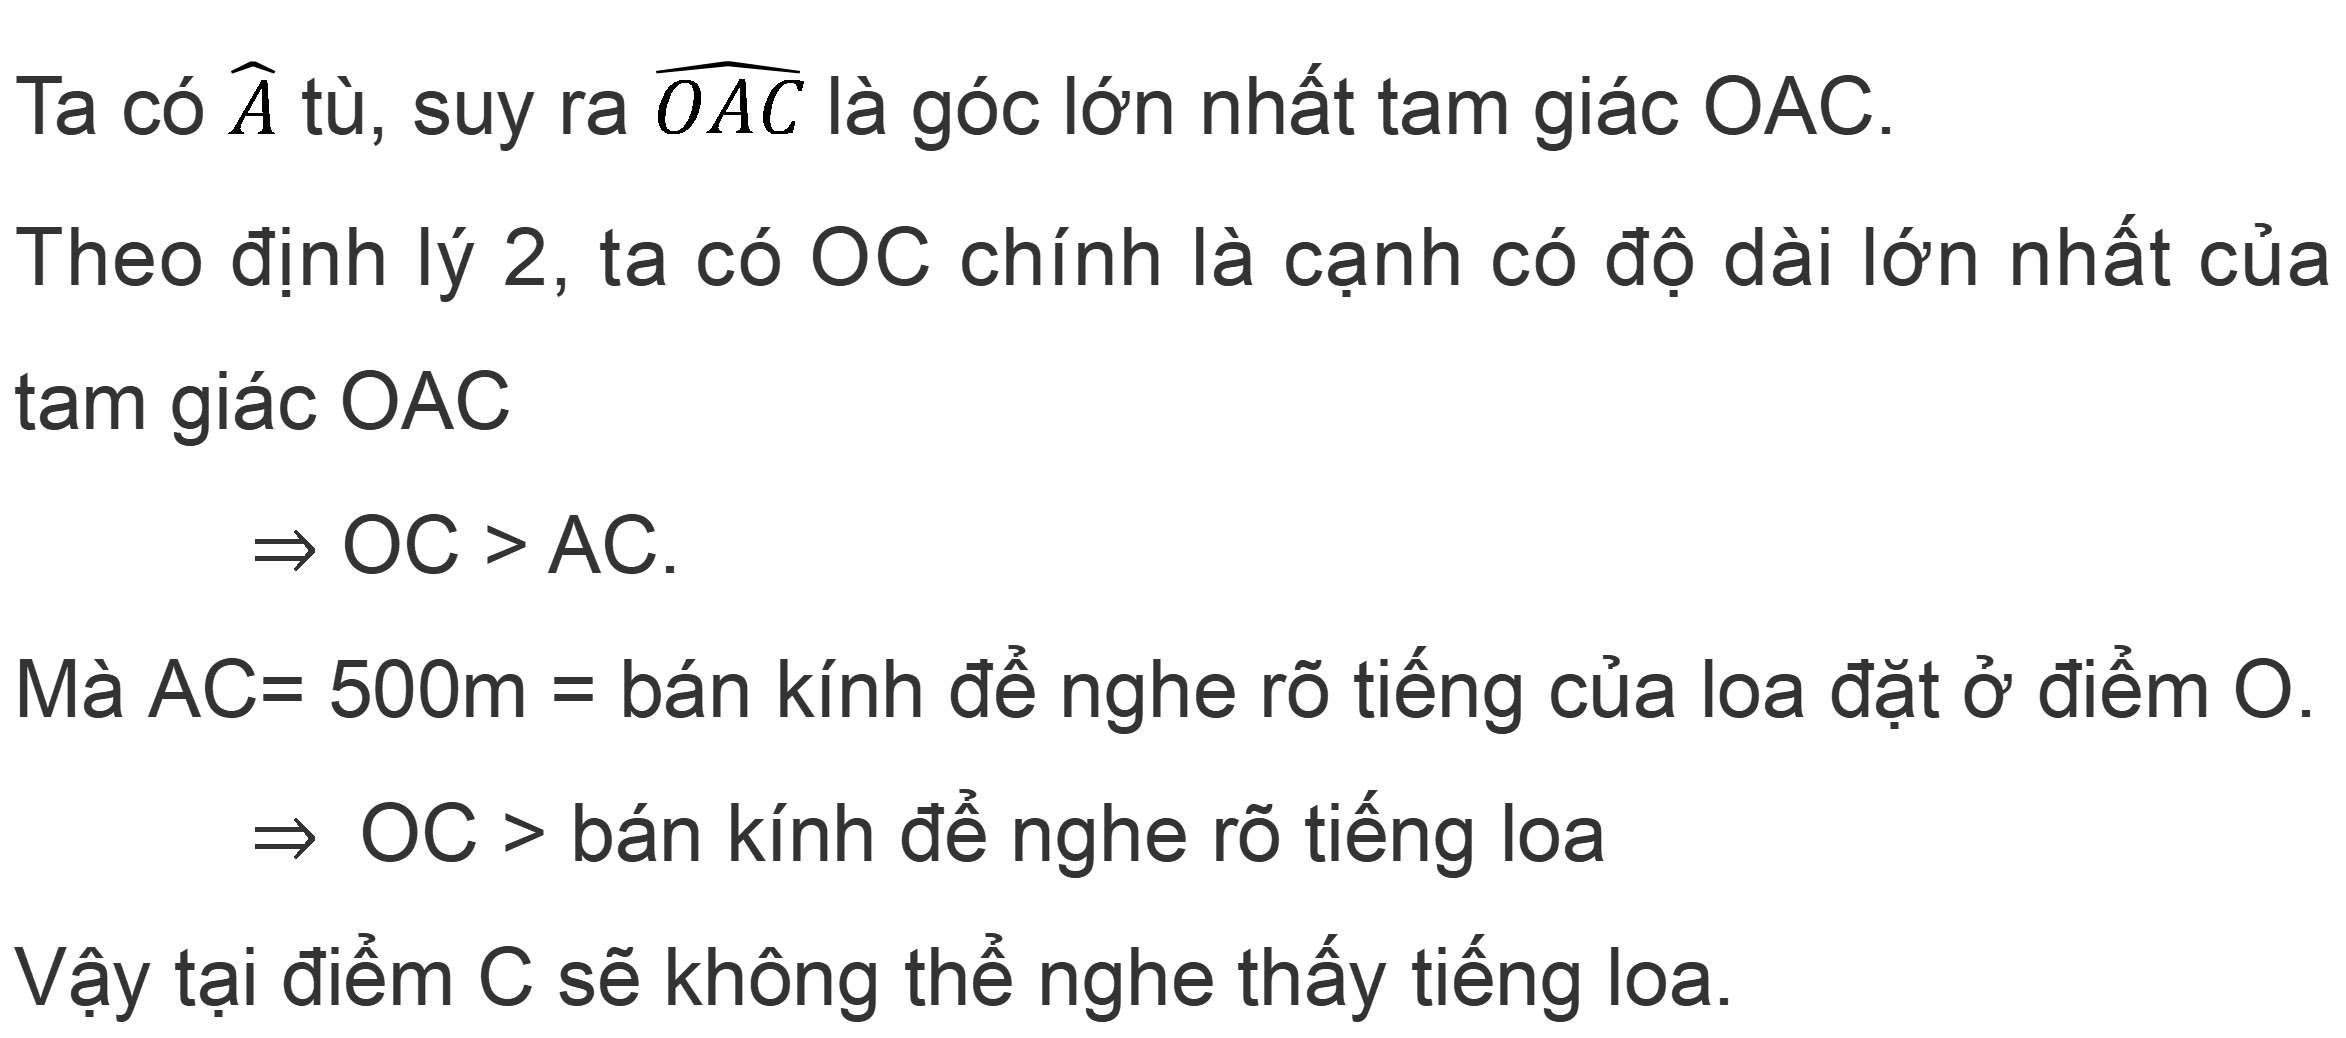 Ta có $\widehat{A}$ tù, suy ra $\widehat{OAC}$ là góc lớn nhất tam giác OAC.
Theo định lý 2, ta có OC chính là cạnh có độ dài lớn nhất của
tam giác OAC
⇒ OC > AC.
Mà AC= 500m = bán kính để nghe rõ tiếng của loa đặt ở điểm O.
⇒ OC > bán kính để nghe rõ tiếng loa
Vậy tại điểm C sẽ không thể nghe thấy tiếng loa.